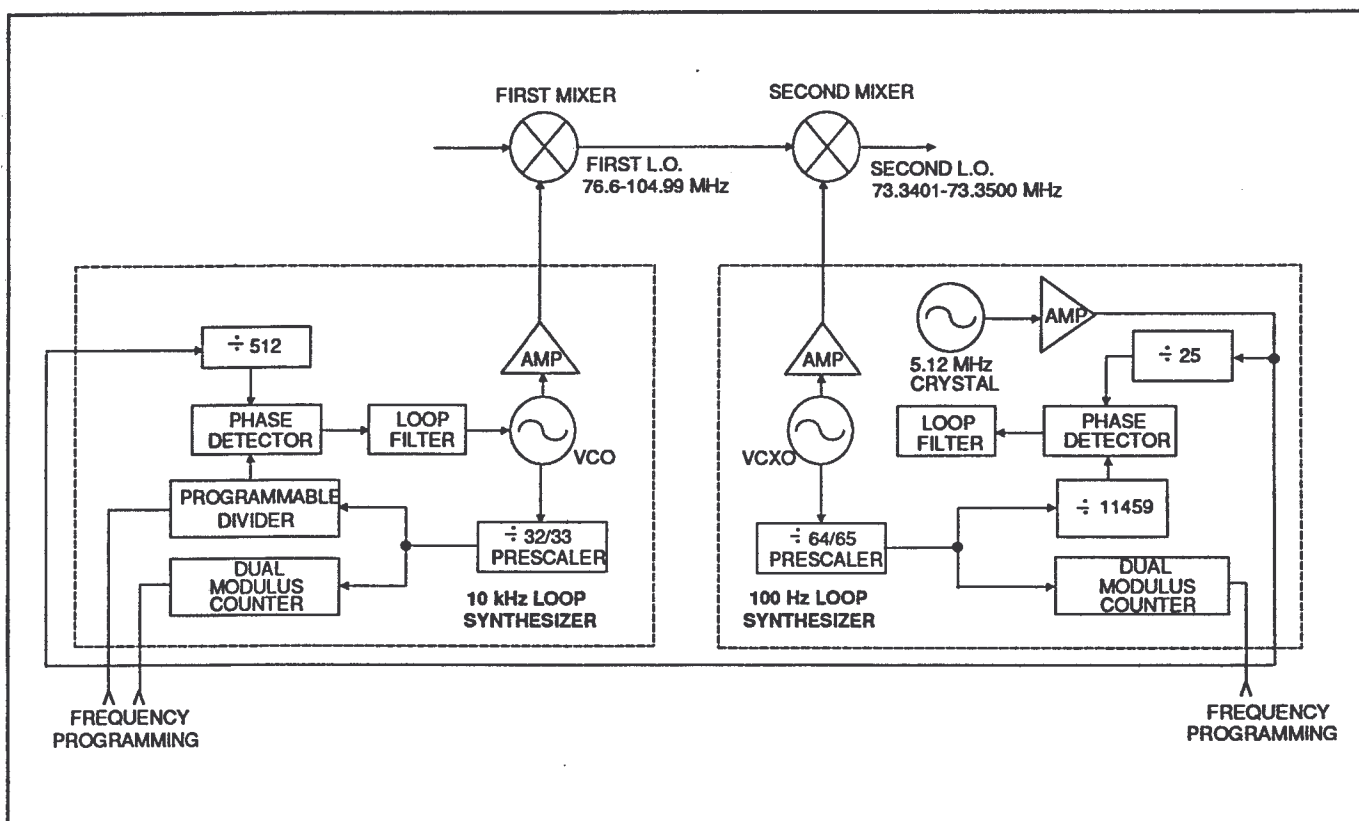 FIRST MIXER
SECOND MIXER
FIRST L.O.
76.6-104.99 MHz
SECOND L.O.
73.3401-73.3500 MHz
÷ 512
AMP
PHASE
DETECTOR
LOOP
FILTER
VCO
PROGRAMMABLE
DIVIDER
÷ 32/33
PRESCALER
DUAL
MODULUS
COUNTER
10 kHz LOOP
SYNTHESIZER
FREQUENCY
PROGRAMMING
AMP
5.12 MHz
CRYSTAL
÷ 25
AMP
LOOP
FILTER
PHASE
DETECTOR
VCXO
÷ 11459
÷ 64/65
PRESCALER
DUAL
MODULUS
COUNTER
100 Hz LOOP
SYNTHESIZER
FREQUENCY
PROGRAMMING